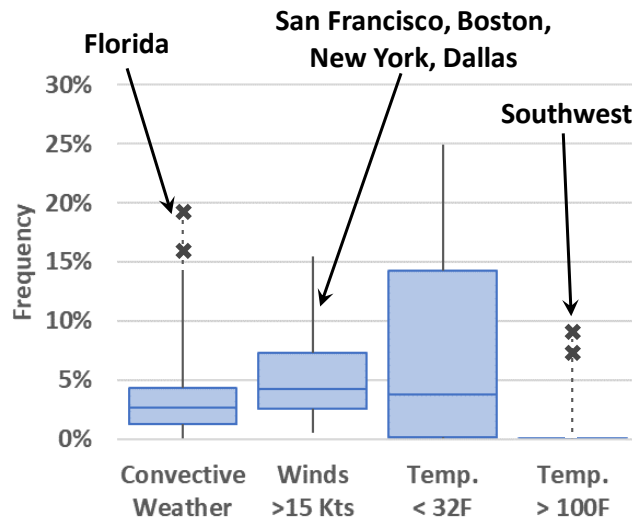 San Francisco, Boston,
New York, Dallas
Florida
Southwest
30%
25%
20%
15%
10%
5%
0%
Frequency
Convective
Weather
Winds
>15 Kts
Temp.
< 32F
Temp.
> 100F